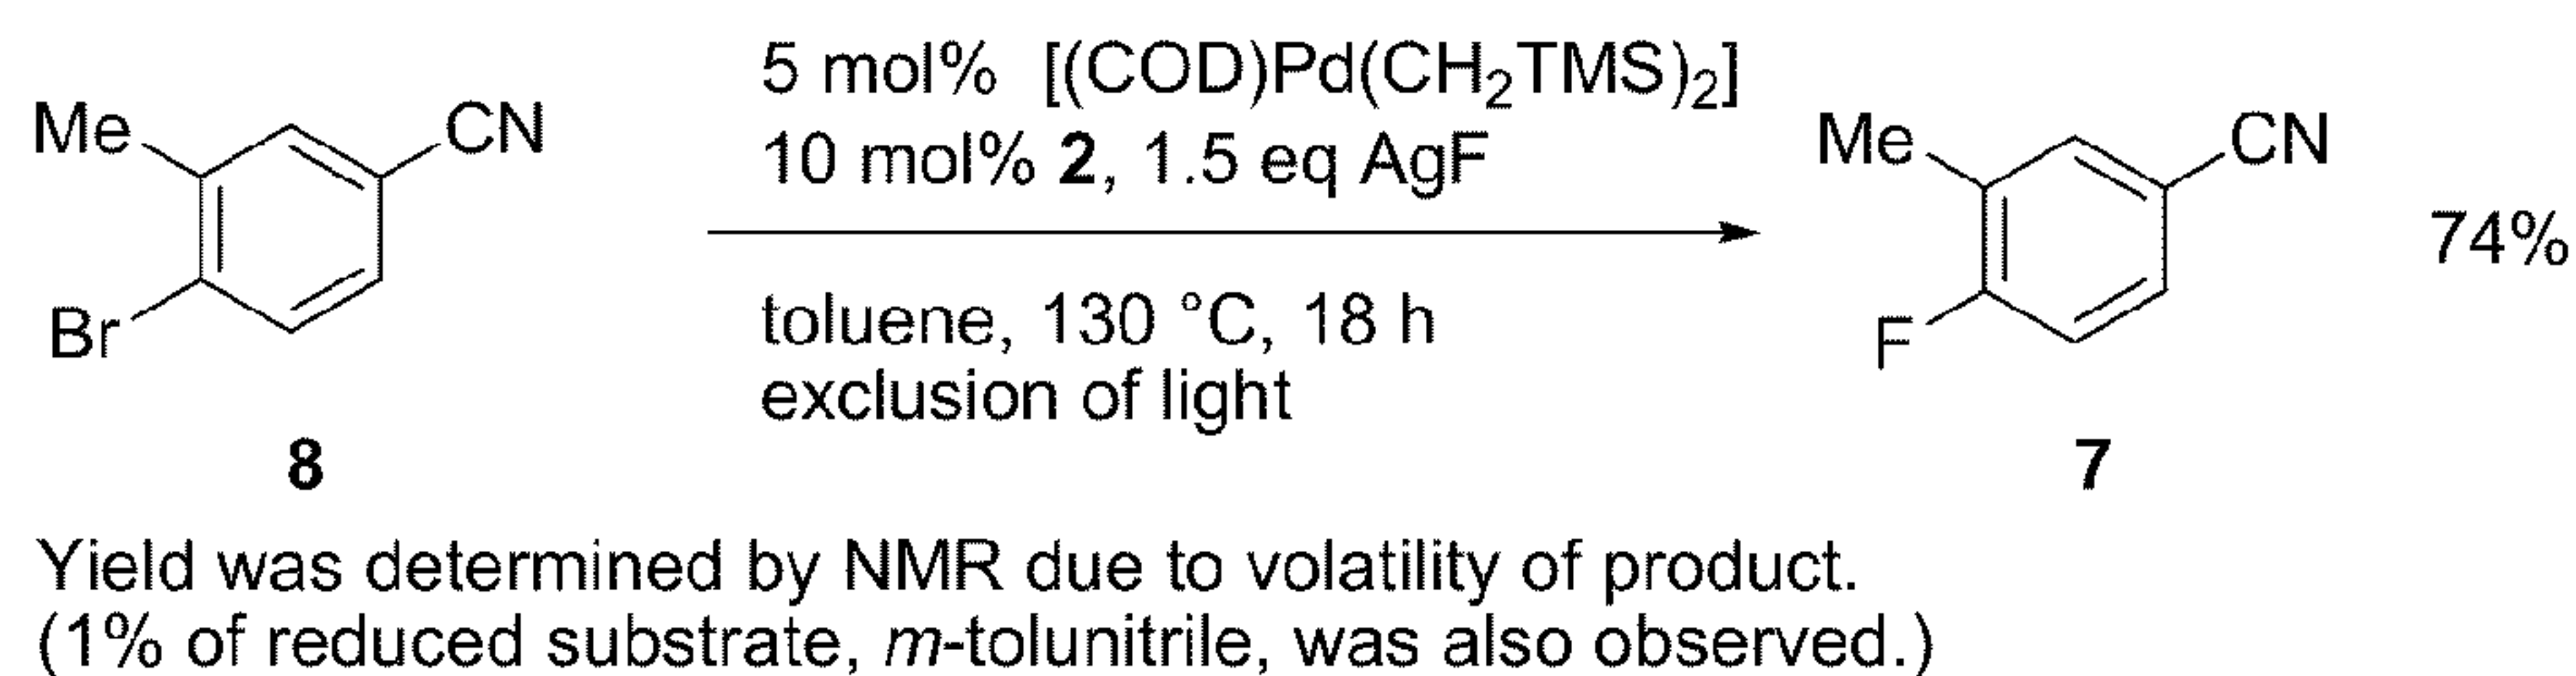 5 mol% [(COD)Pd(CH₂TMS)₂]
10 mol% 2, 1.5 eq AgF
toluene, 130 °C, 18 h
exclusion of light
Me
CN
Br
8
Me
CN
F
7
74%
Yield was determined by NMR due to volatility of product.
(1% of reduced substrate, m-tolunitrile, was also observed.)